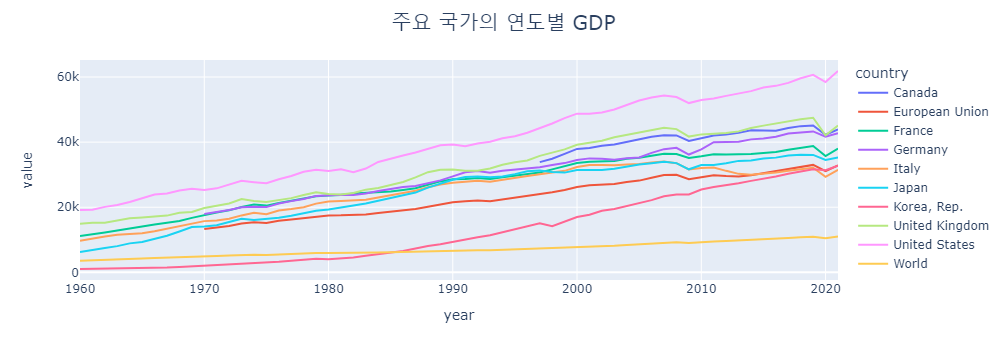 주요 국가의 연도별 GDP
value
60k
40k
20k
0
1960
1970
1980
1990
2000
2010
2020
year
country
Canada
European Union
France
Germany
Italy
Japan
Korea, Rep.
United Kingdom
United States
World